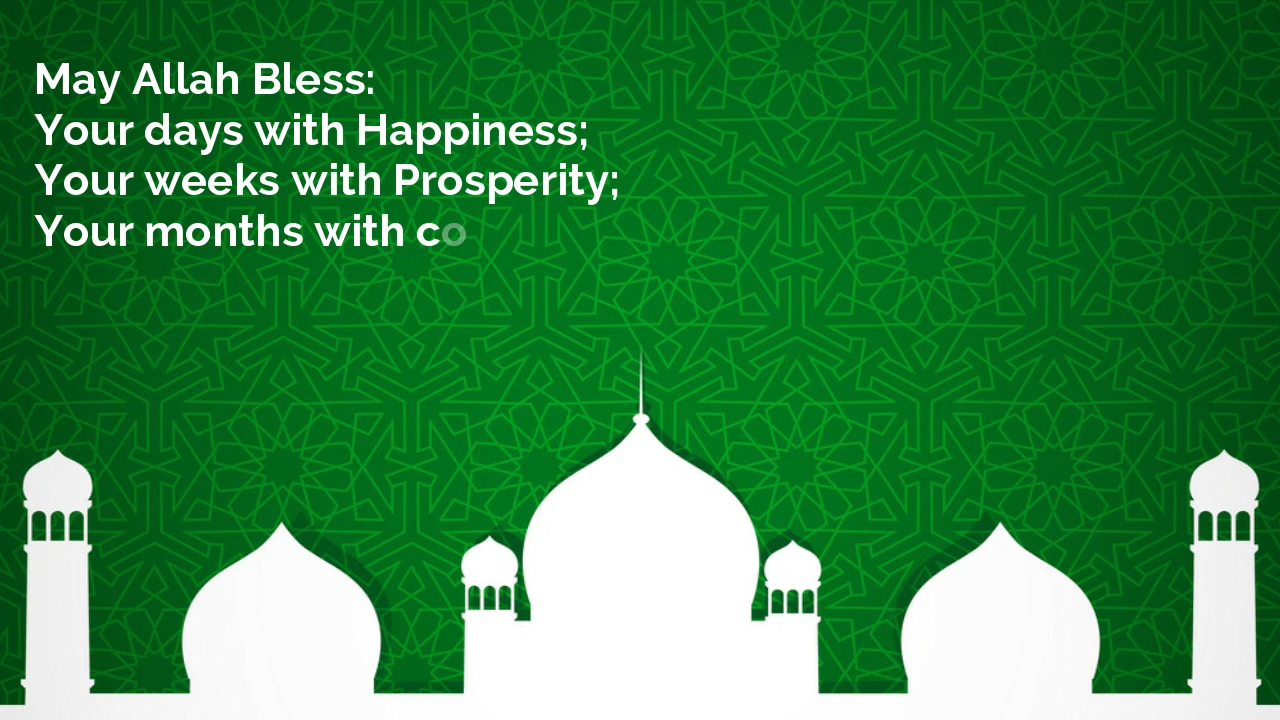 May Allah Bless:
Your days with Happiness;
Your weeks with Prosperity;
Your months with co